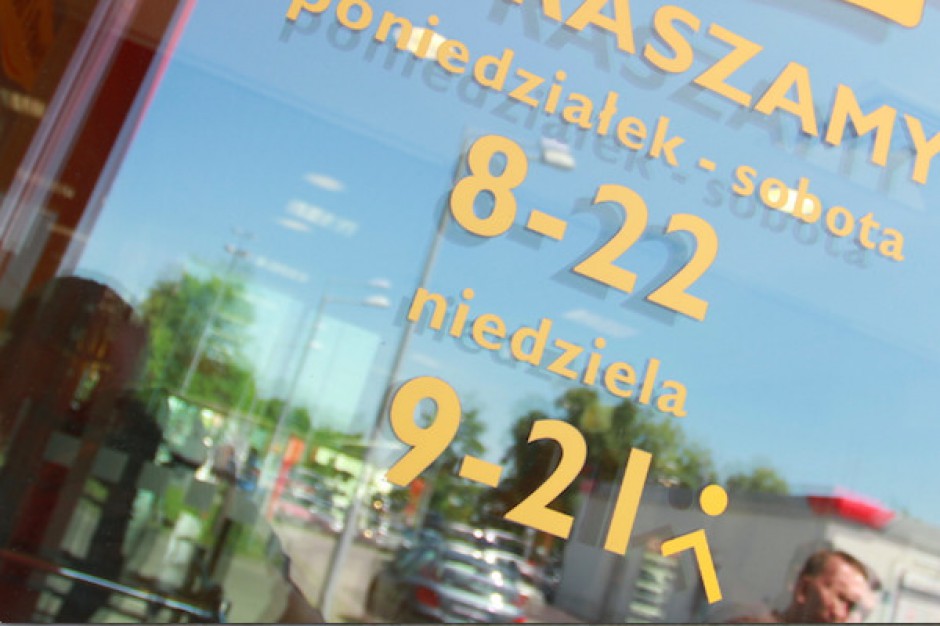 RASZAMY
poniedziałek - sobota
8-22
niedziela
9-21